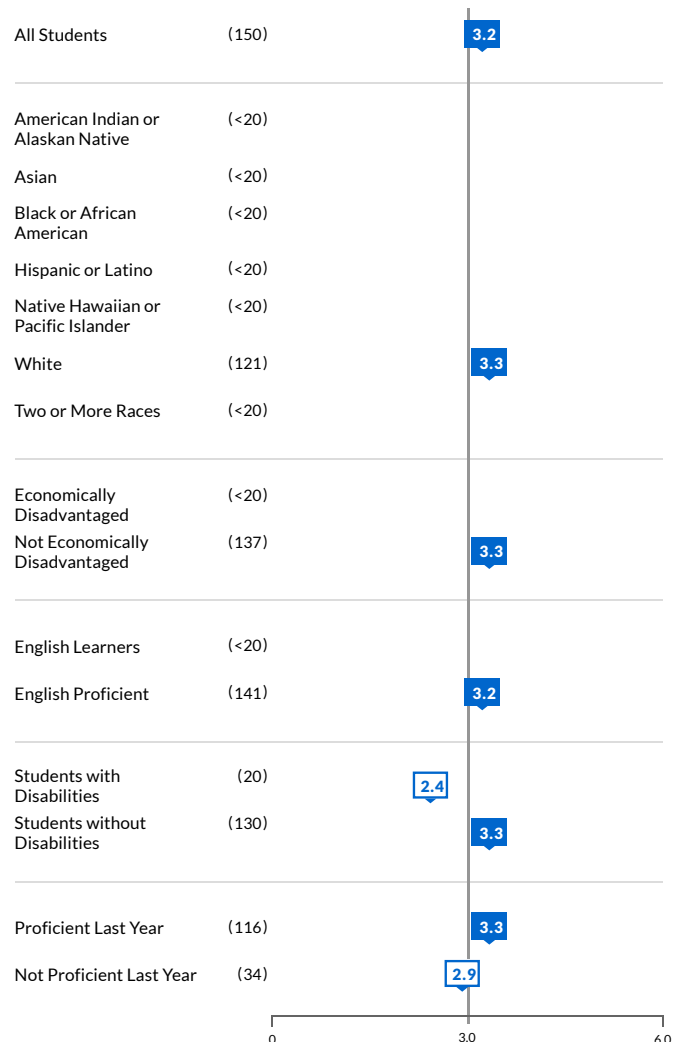 All Students (150) 3.2
American Indian or
Alaskan Native (<20)
Asian (<20)
Black or African
American (<20)
Hispanic or Latino (<20)
Native Hawaiian or
Pacific Islander (<20)
White (121) 3.3
Two or More Races (<20)
Economically
Disadvantaged (<20)
Not Economically
Disadvantaged (137) 3.3
English Learners (<20)
English Proficient (141) 3.2
Students with
Disabilities (20) 2.4
Students without
Disabilities (130) 3.3
Proficient Last Year (116) 3.3
Not Proficient Last Year (34) 2.9
0 3.0 6.0